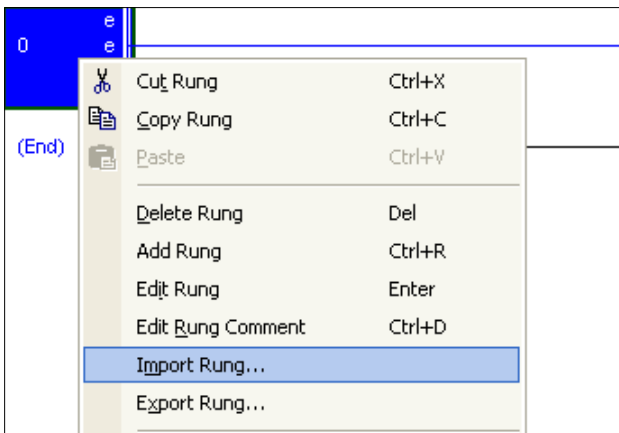 e
0 e
Cut Rung Ctrl+X
Copy Rung Ctrl+C
(End)
Paste Ctrl+V
Delete Rung Del
Add Rung Ctrl+R
Edit Rung Enter
Edit Rung Comment Ctrl+D
Import Rung...
Export Rung...